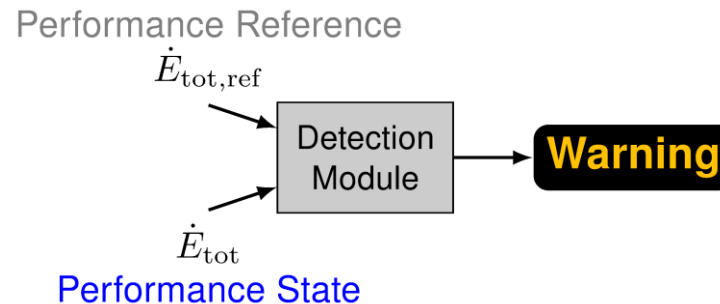 Performance Reference
Ė_tot,ref
Detection
Module
Warning
Ė_tot
Performance State